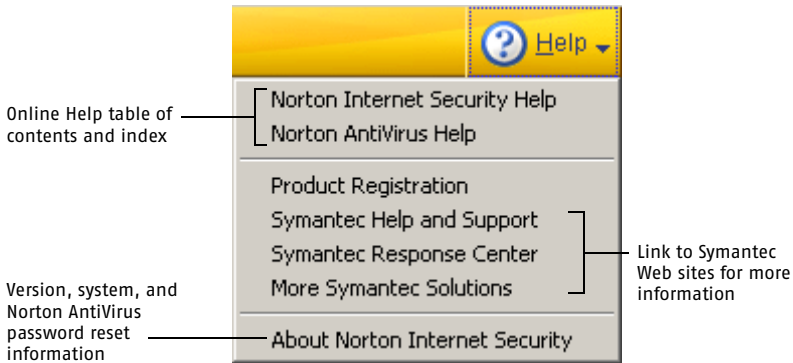 Help
Online Help table of
contents and index
Norton Internet Security Help
Norton AntiVirus Help
Product Registration
Symantec Help and Support
Symantec Response Center
More Symantec Solutions
Link to Symantec
Web sites for more
information
Version, system, and
Norton AntiVirus
password reset
information
About Norton Internet Security